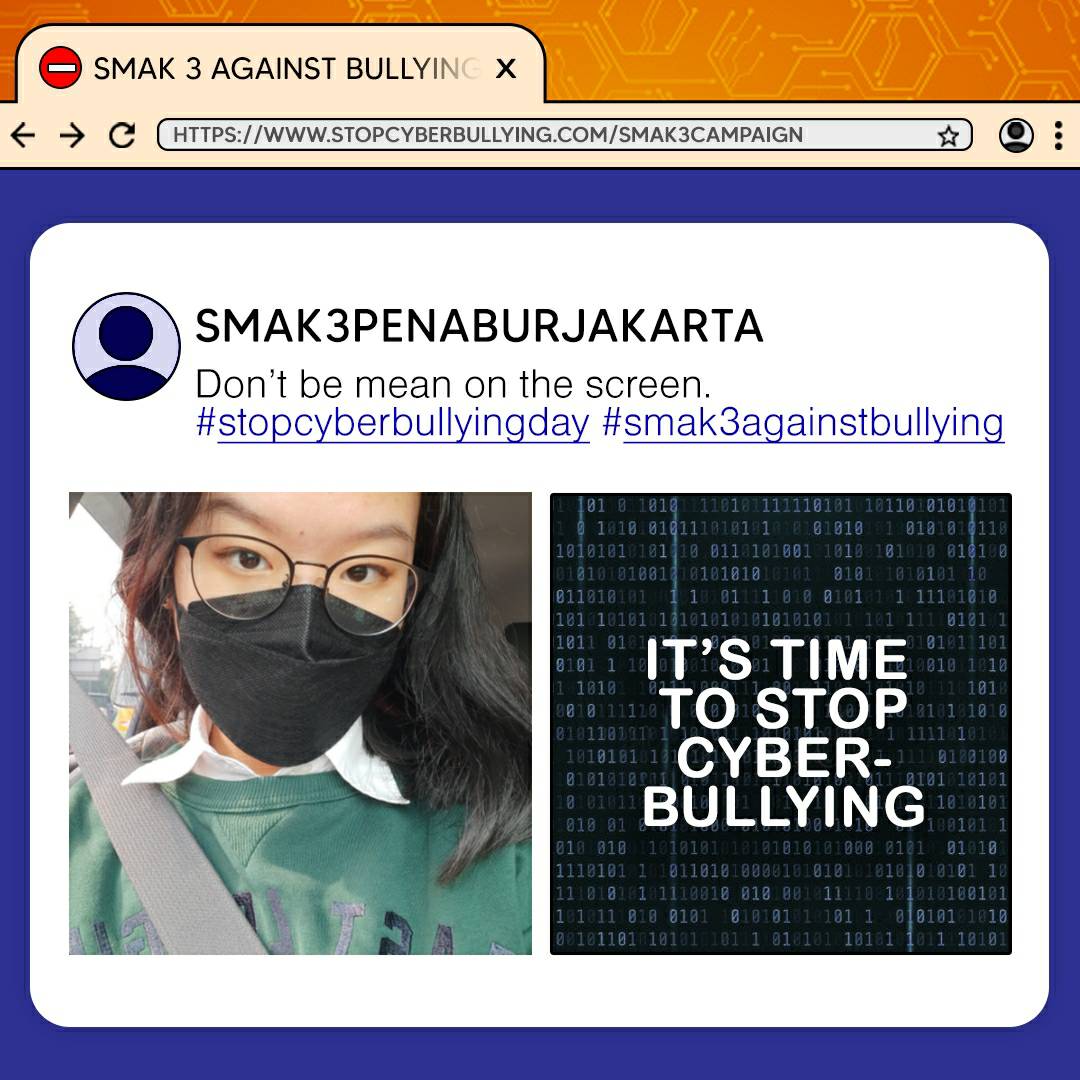 SMAK 3 AGAINST BULLYING X
HTTPS://WWW.STOPCYBERBULLYING.COM/SMAK3CAMPAIGN
SMAK3PENABURJAKARTA
Don't be mean on the screen.
#stopcyberbullyingday #smak3againstbullying
IT'S TIME
TO STOP
CYBER-
BULLYING